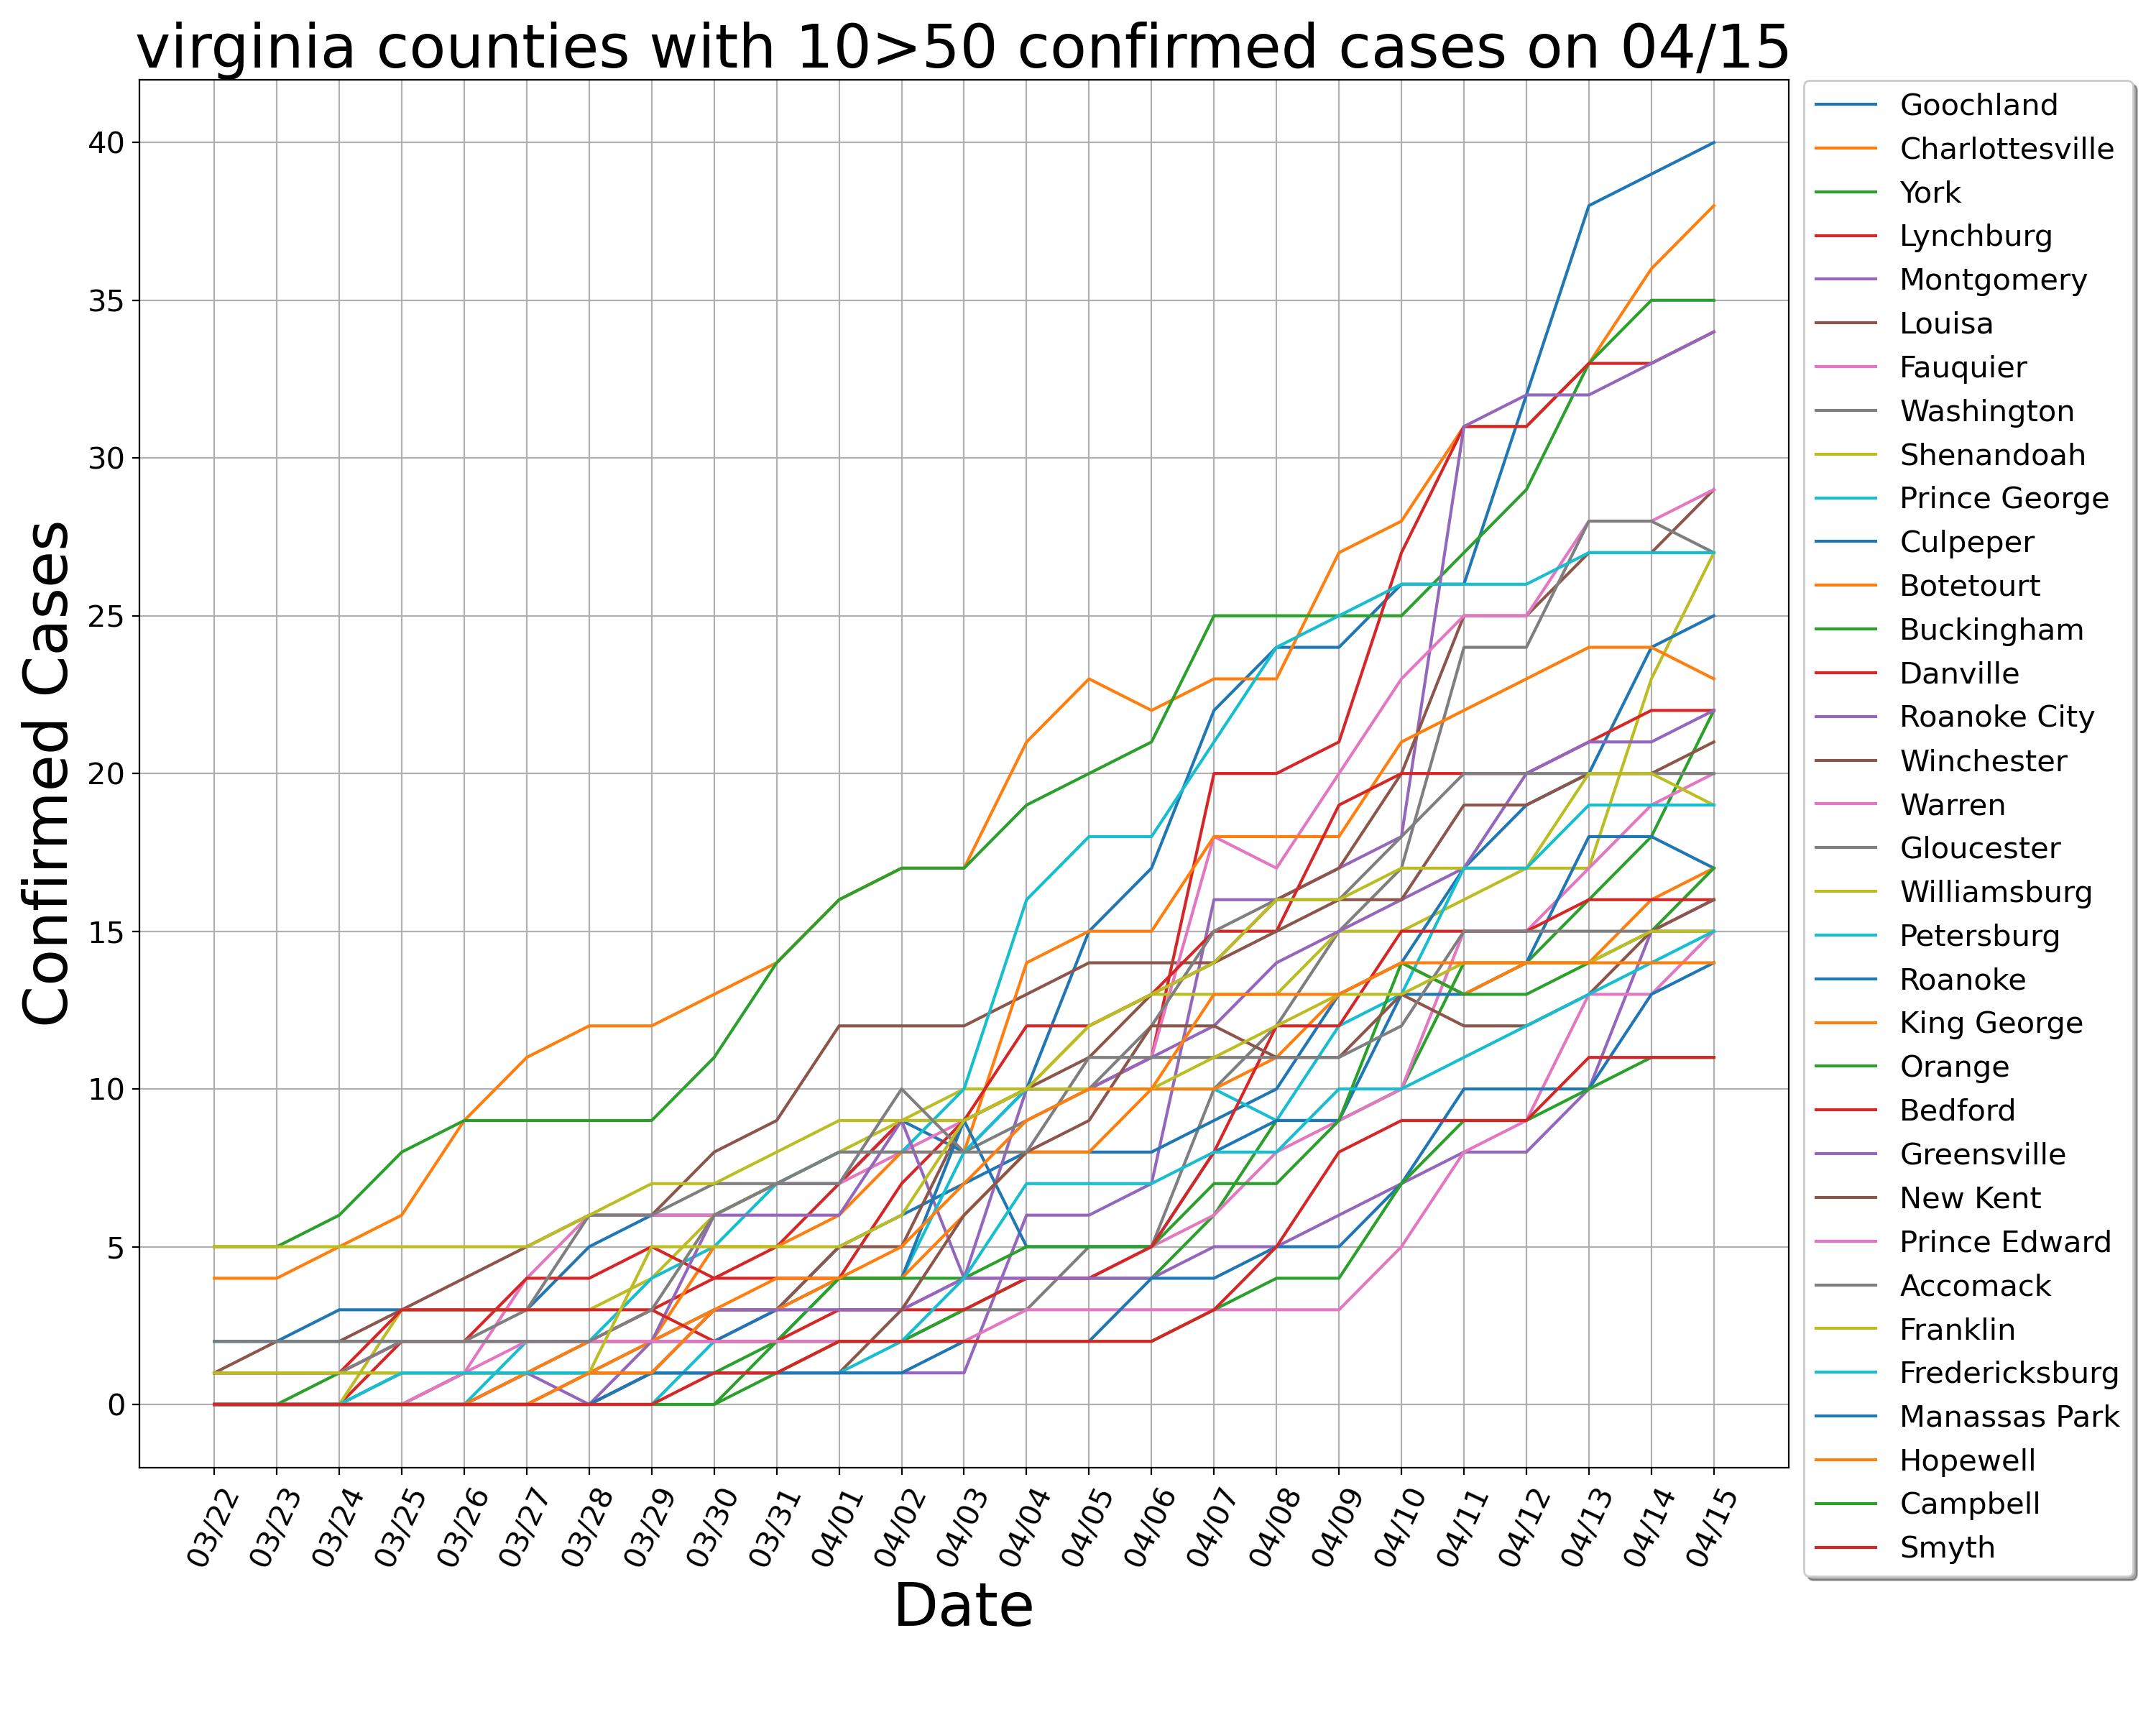 virginia counties with 10>50 confirmed cases on 04/15
Confirmed Cases
40
35
30
25
20
15
10
5
0
03/22
03/23
03/24
03/25
03/26
03/27
03/28
03/29
03/30
03/31
04/01
04/02
04/03
04/04
04/05
04/06
04/07
04/08
04/09
04/10
04/11
04/12
04/13
04/14
04/15
Date
Goochland
Charlottesville
York
Lynchburg
Montgomery
Louisa
Fauquier
Washington
Shenandoah
Prince George
Culpeper
Botetourt
Buckingham
Danville
Roanoke City
Winchester
Warren
Gloucester
Williamsburg
Petersburg
Roanoke
King George
Orange
Bedford
Greensville
New Kent
Prince Edward
Accomack
Franklin
Fredericksburg
Manassas Park
Hopewell
Campbell
Smyth